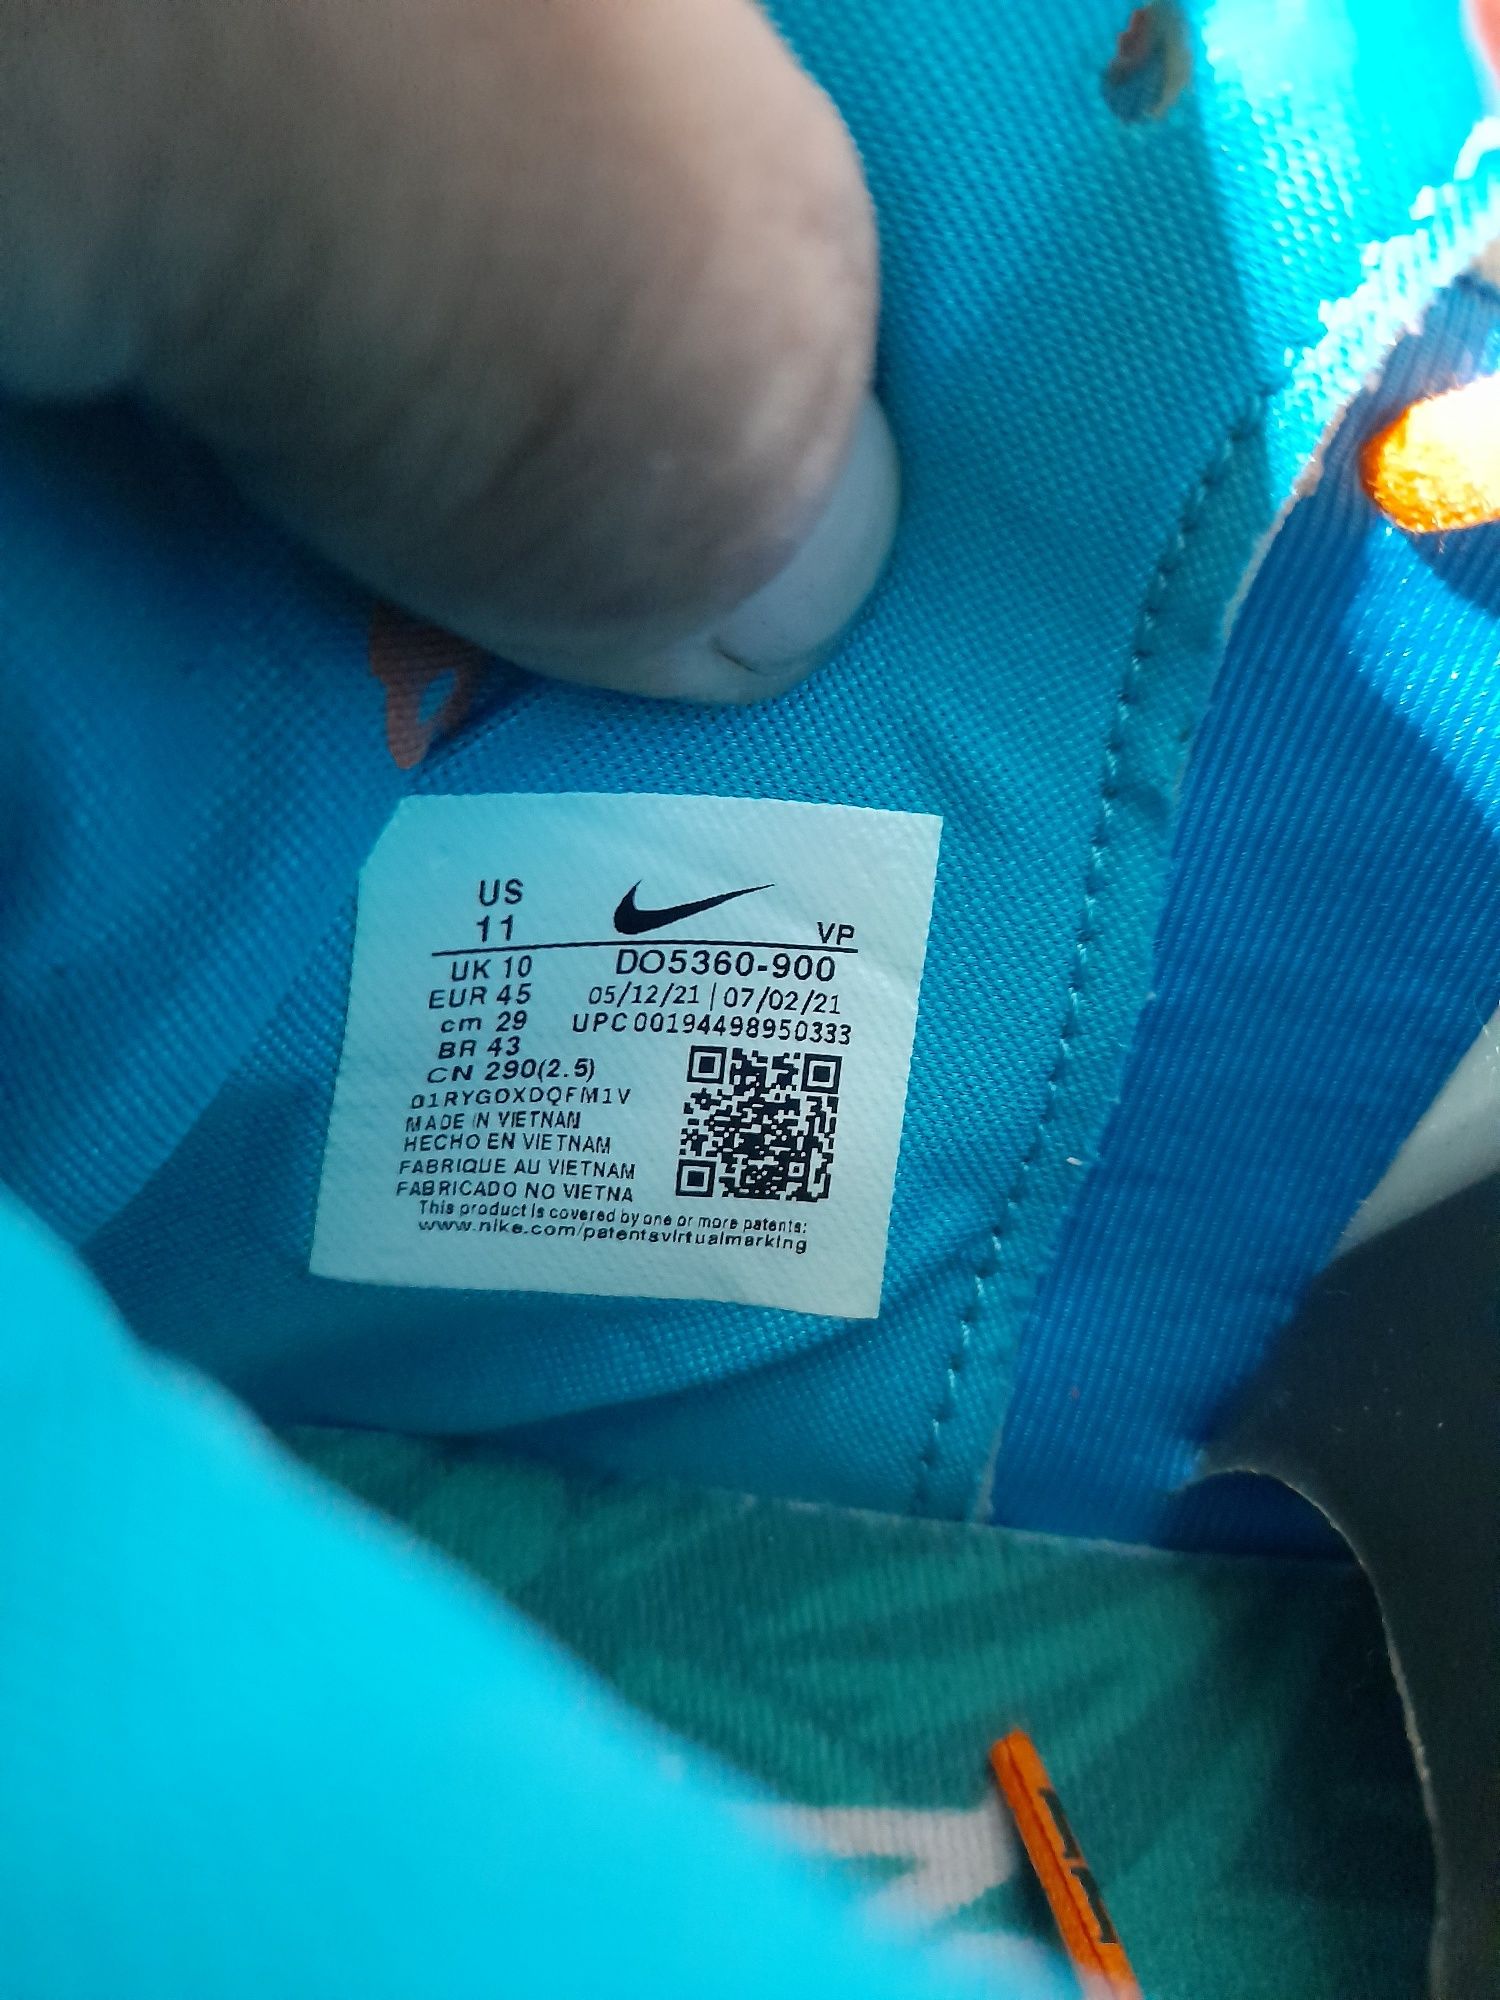 US
11
VP
UK 10
DO5360-900
EUR 45
05/12/21 | 07/02/21
cm 29
UPC 00194498950333
BR 43
CN 290(2.5)
01RYGOXDQFM1V
MADE IN VIETNAM
HECHO EN VIETNAM
FABRIQUE AU VIETNAM
FABRICADO NO VIETNA
This product is covered by one or more patents:
www.nike.com/patentsvirtualmarking